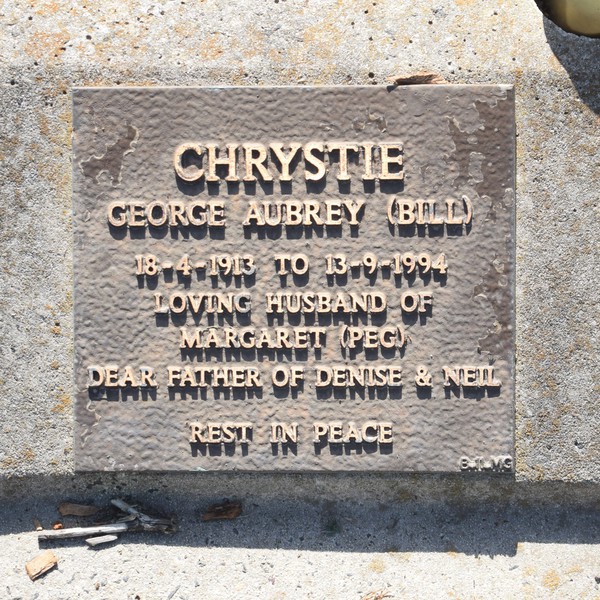 CHRYSTIE
GEORGE AUBREY (BILL)
18-4-1913 TO 13-9-1994
LOVING HUSBAND OF
MARGARET (PEG)
DEAR FATHER OF DENISE & NEIL
REST IN PEACE